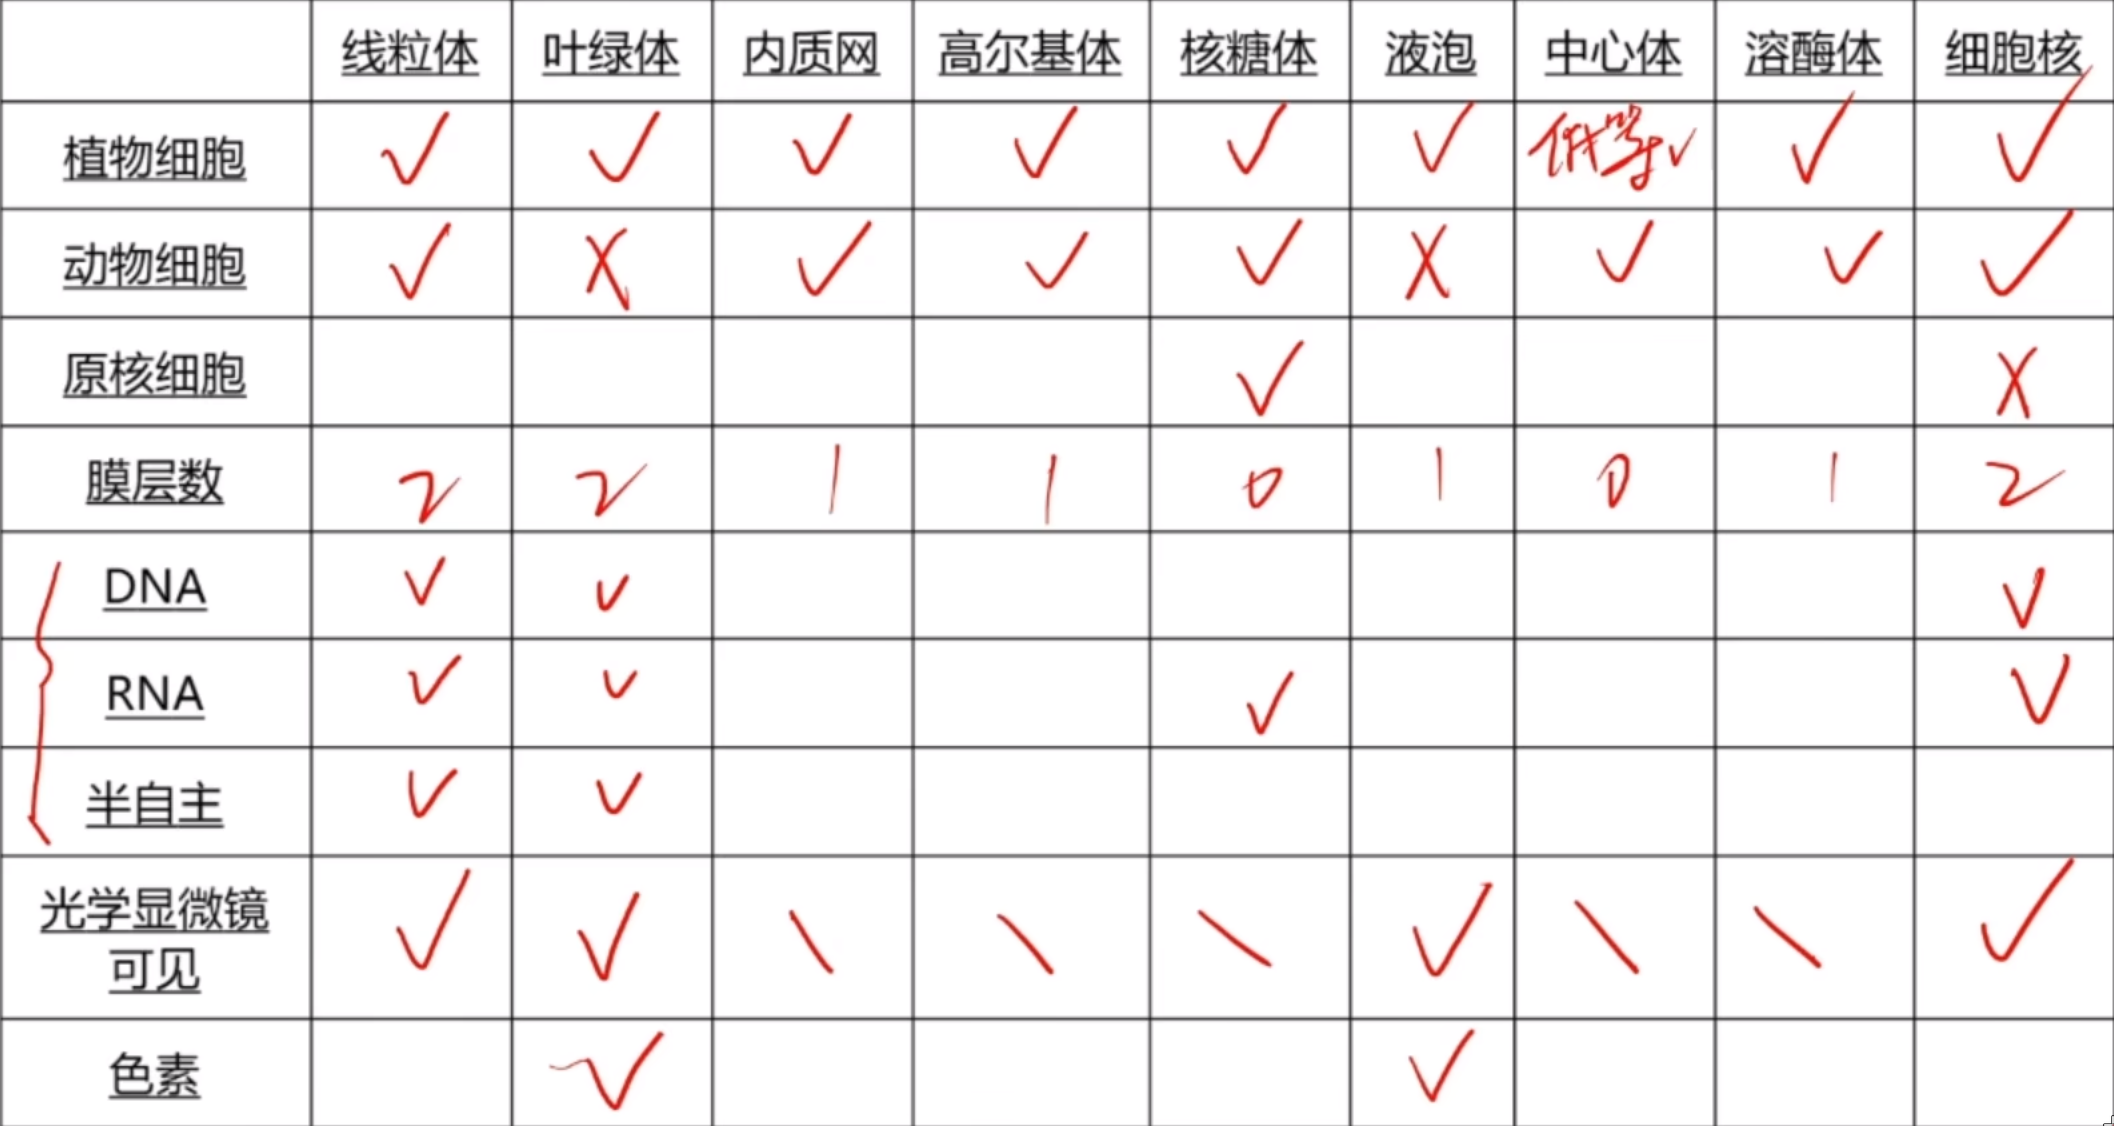 线粒体 叶绿体 内质网 高尔基体 核糖体 液泡 中心体 溶酶体 细胞核
植物细胞 ✓ ✓ ✓ ✓ ✓ ✓ 低等✓ ✓ ✓
动物细胞 ✓ X ✓ ✓ ✓ X ✓ ✓ ✓
原核细胞 ✓ X
膜层数 2 2 1 1 0 1 0 1 2
DNA ✓ ✓ ✓
RNA ✓ ✓ ✓ ✓
半自主 ✓ ✓
光学显微镜 ✓ ✓ \ \ \ ✓ \ \ ✓
可见
色素 ✓ ✓